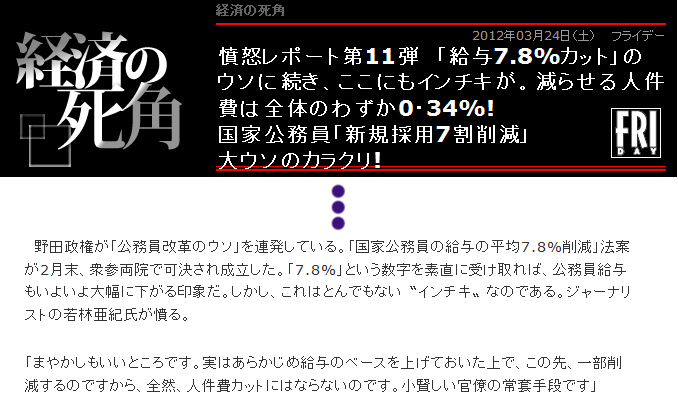 経済の死角
経済の
死角
2012年03月24日(土) フライデー
憤怒レポート第11弾 「給与7.8%カット」の
ウソに続き、ここにもインチキが。減らせる人件
費は全体のわずか0・34%!
国家公務員「新規採用7割削減」
大ウソのカラクリ!
FRI
DAY
野田政権が「公務員改革のウソ」を連発している。「国家公務員の給与の平均7.8%削減」法案
が2月末、衆参両院で可決され成立した。「7.8%」という数字を素直に受け取れば、公務員給与
もいよいよ大幅に下がる印象だ。しかし、これはとんでもない〝インチキ〟なのである。ジャーナリ
ストの若林亜紀氏が憤る。
「まやかしもいいところです。実はあらかじめ給与のベースを上げておいた上で、この先、一部削
減するのですから、全然、人件費カットにはならないのです。小賢しい官僚の常套手段です」